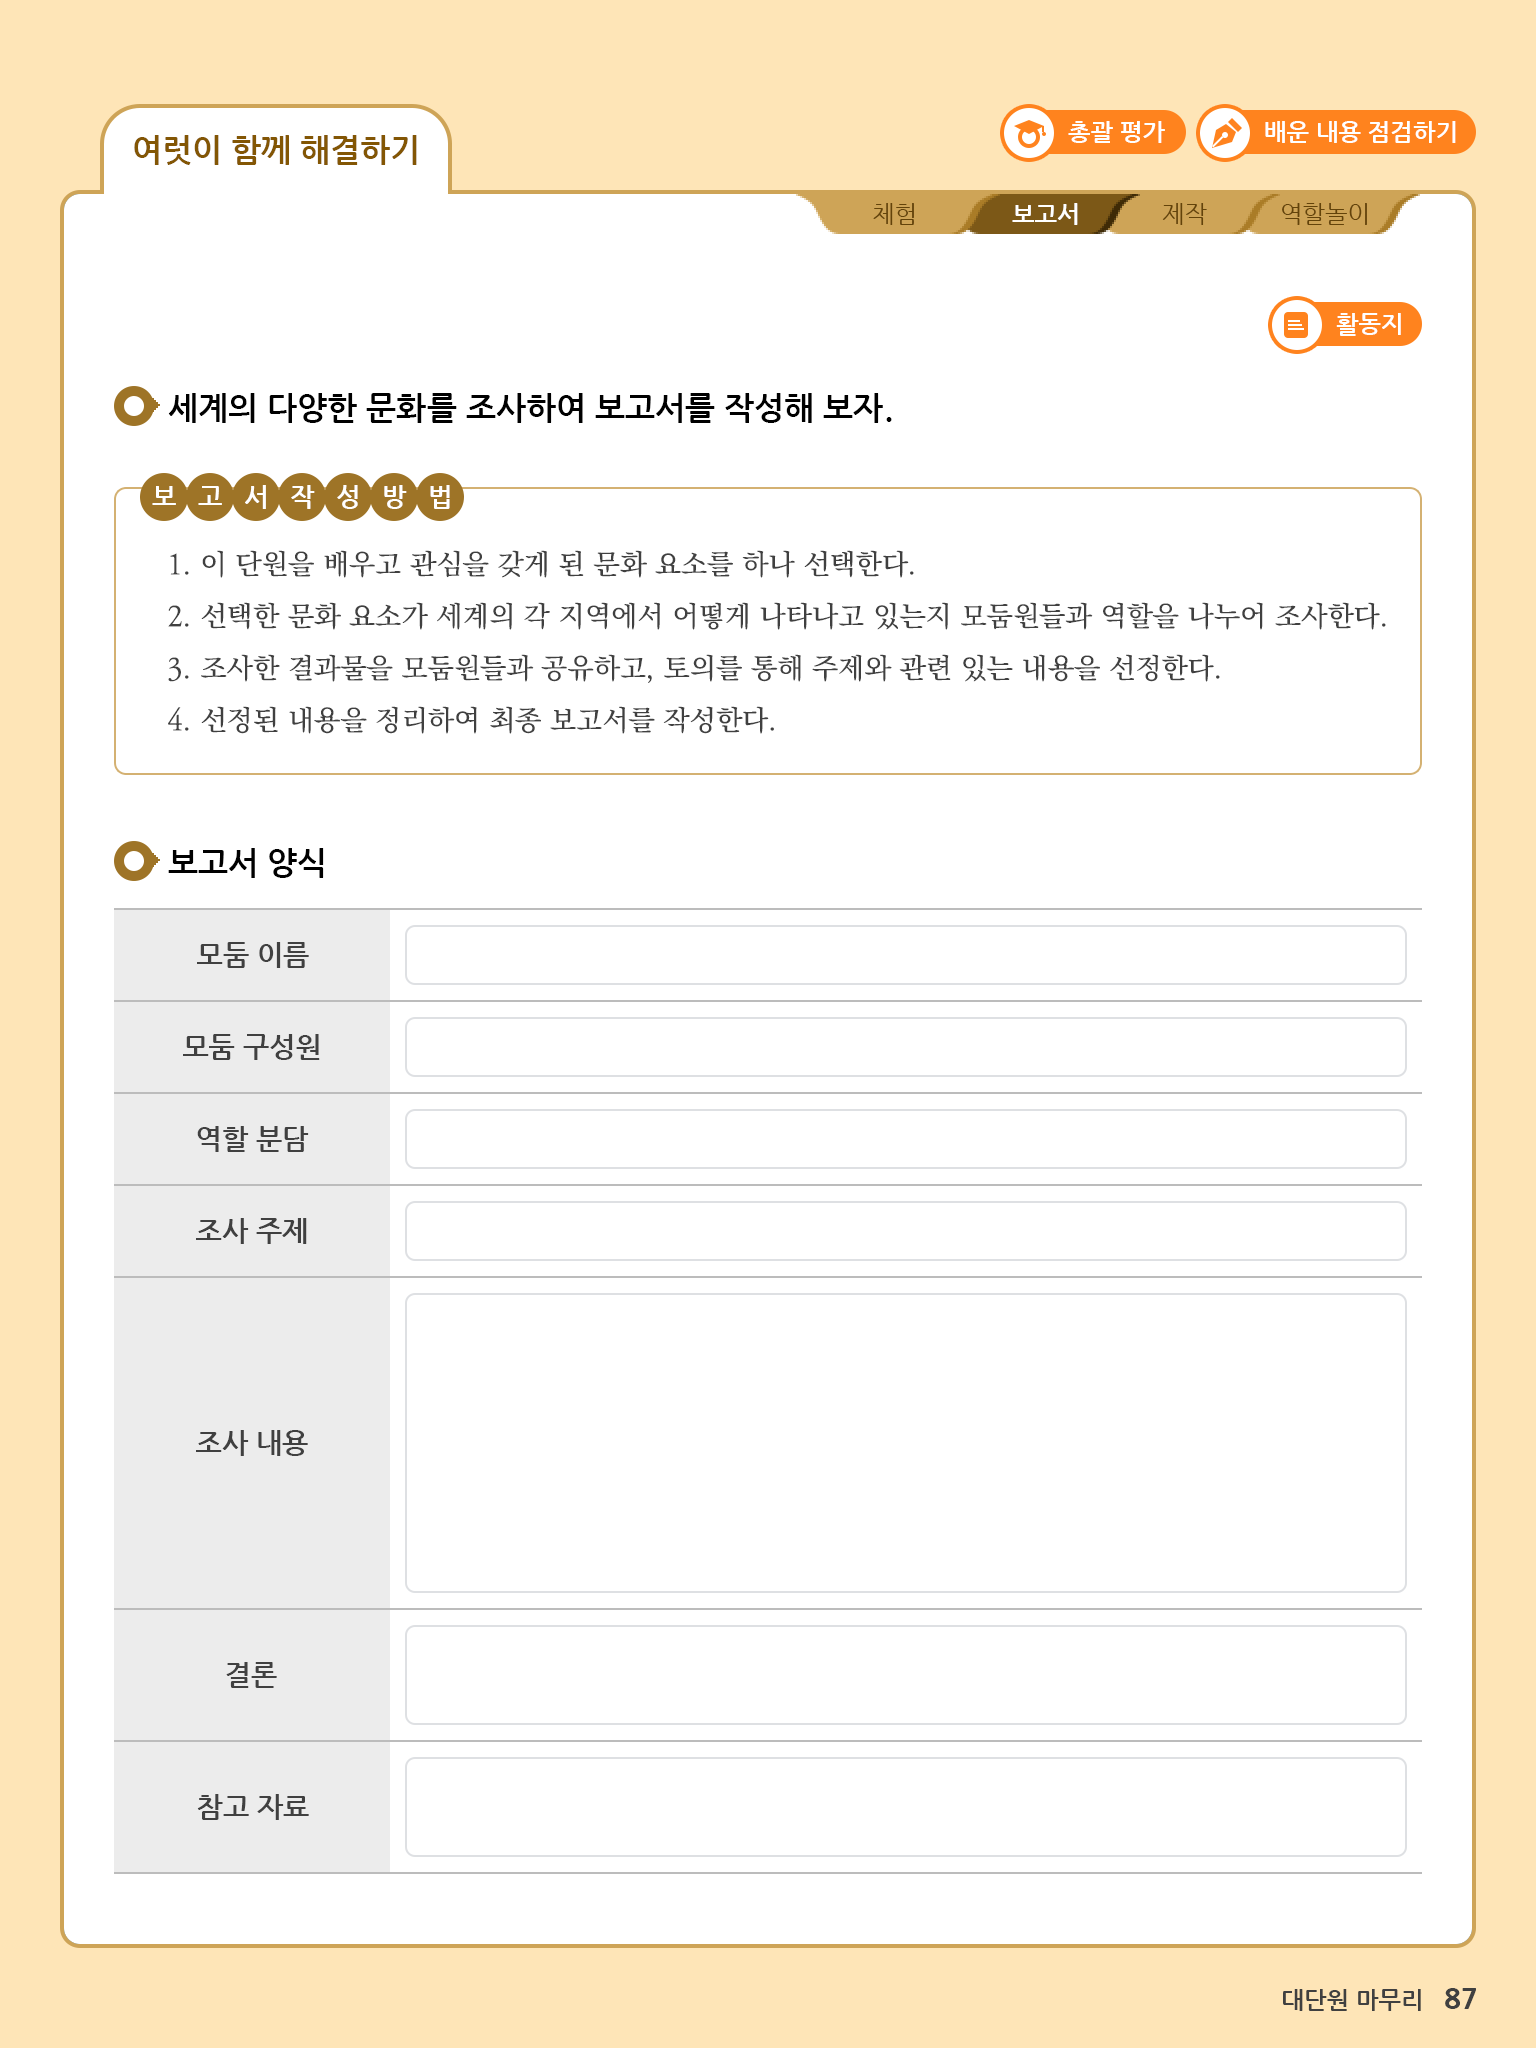 여럿이 함께 해결하기
총괄 평가
배운 내용 점검하기
체험
보고서
제작
역할놀이
활동지
세계의 다양한 문화를 조사하여 보고서를 작성해 보자.
보고서작성방법
1. 이 단원을 배우고 관심을 갖게 된 문화 요소를 하나 선택한다.
2. 선택한 문화 요소가 세계의 각 지역에서 어떻게 나타나고 있는지 모둠원들과 역할을 나누어 조사한다.
3. 조사한 결과물을 모둠원들과 공유하고, 토의를 통해 주제와 관련 있는 내용을 선정한다.
4. 선정된 내용을 정리하여 최종 보고서를 작성한다.
보고서 양식
모둠 이름
모둠 구성원
역할 분담
조사 주제
조사 내용
결론
참고 자료
대단원 마무리 87